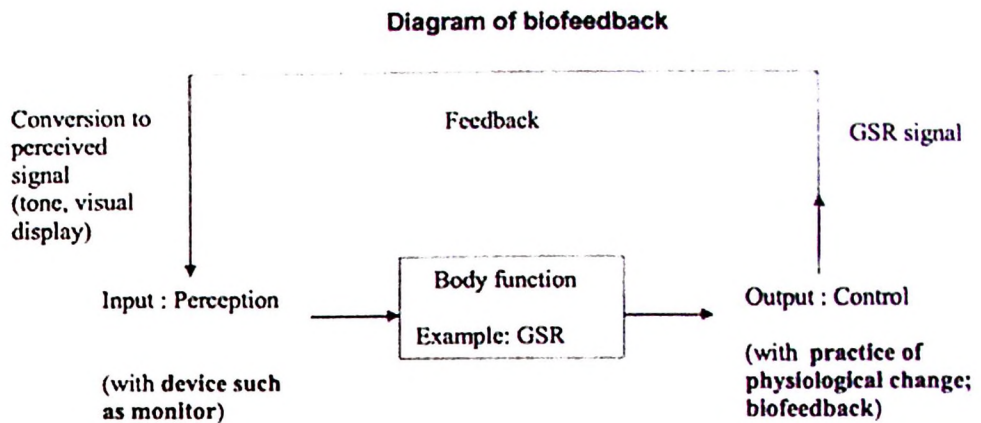 Diagram of biofeedback
Conversion to
perceived
signal
(tone, visual
display)
Feedback
GSR signal
Input : Perception
(with device such
as monitor)
Body function
Example: GSR
Output : Control
(with practice of
physiological change;
biofeedback)